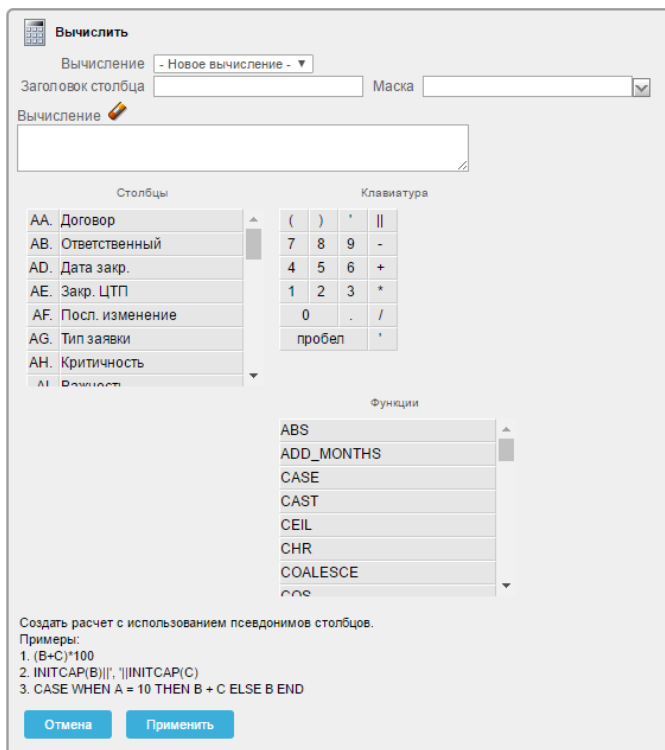 Вычислить
Вычисление - Новое вычисление -
Заголовок столбца Маска
Вычисление
Столбцы
AA. Договор
AB. Ответственный
AD. Дата закр.
AE. Закр. ЦТП
AF. Посл. изменение
AG. Тип заявки
AH. Критичность
AI. Важность
Клавиатура
( ) ' ||
7 8 9 -
4 5 6 +
1 2 3 *
0 . /
пробел '
Функции
ABS
ADD_MONTHS
CASE
CAST
CEIL
CHR
COALESCE
COS
Создать расчет с использованием псевдонимов столбцов.
Примеры:
1. (B+C)*100
2. INITCAP(B)||', '||INITCAP(C)
3. CASE WHEN A = 10 THEN B + C ELSE B END
Отмена Применить